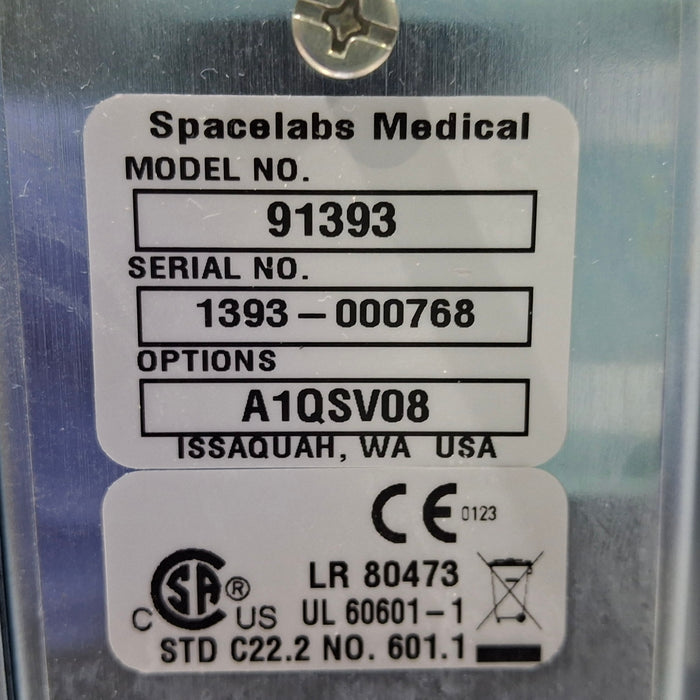 Spacelabs Medical
MODEL NO.
91393
SERIAL NO.
1393-000768
OPTIONS
A1QSV08
ISSAQUAH, WA USA
CE 0123
CSA ®
C US
LR 80473
UL 60601-1
STD C22.2 NO. 601.1